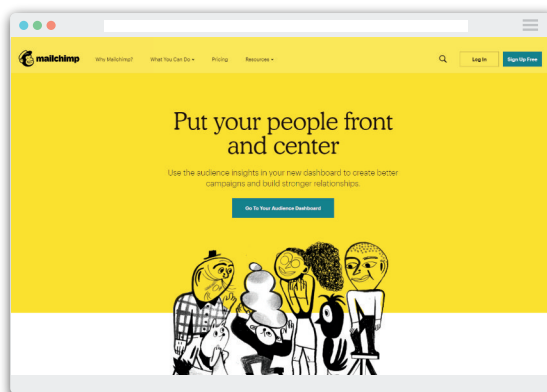 mailchimp
Why Mailchimp? What You Can Do Pricing Resources Log In Sign Up Free
Put your people front
and center
Use the audience insights in your new dashboard to create better
campaigns and build stronger relationships.
Go To Your Audience Dashboard